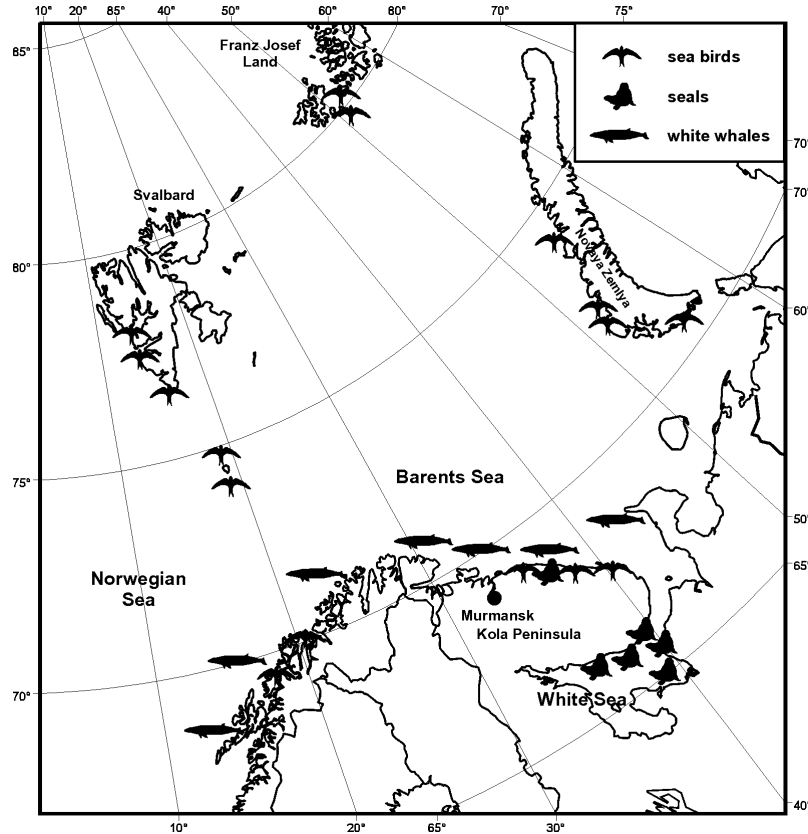 10° 20° 85° 40° 50° 60° 80° 70° 75°
85°
Franz Josef
Land
sea birds
seals
white whales
70°
70°
Svalbard
80°
Novaya Zemlya
60°
Barents Sea
75°
50°
65°
Norwegian
Sea
Murmansk
Kola Peninsula
White Sea
70°
40°
10° 20° 65° 30°